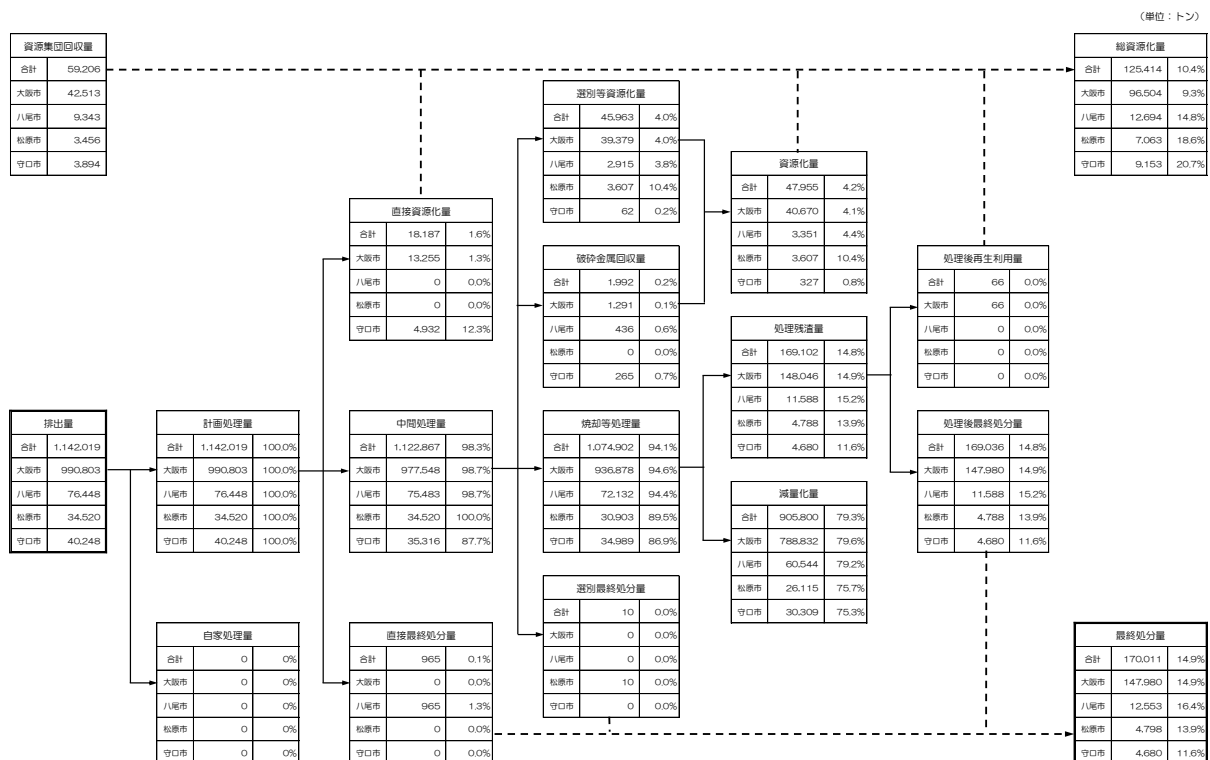 （単位：トン）
資源集団回収量
合計 59,206
大阪市 42,513
八尾市 9,343
松原市 3,456
守口市 3,894
総資源化量
合計 125,414 10.4%
大阪市 96,504 9.3%
八尾市 12,694 14.8%
松原市 7,063 18.6%
守口市 9,153 20.7%
選別等資源化量
合計 45,963 4.0%
大阪市 39,379 4.0%
八尾市 2,915 3.8%
松原市 3,607 10.4%
守口市 62 0.2%
資源化量
合計 47,955 4.2%
大阪市 40,670 4.1%
八尾市 3,351 4.4%
松原市 3,607 10.4%
守口市 327 0.8%
直接資源化量
合計 18,187 1.6%
大阪市 13,255 1.3%
八尾市 0 0.0%
松原市 0 0.0%
守口市 4,932 12.3%
破砕金属回収量
合計 1,992 0.2%
大阪市 1,291 0.1%
八尾市 436 0.6%
松原市 0 0.0%
守口市 265 0.7%
処理後再生利用量
合計 66 0.0%
大阪市 66 0.0%
八尾市 0 0.0%
松原市 0 0.0%
守口市 0 0.0%
処理残渣量
合計 169,102 14.8%
大阪市 148,046 14.9%
八尾市 11,588 15.2%
松原市 4,788 13.9%
守口市 4,680 11.6%
排出量
合計 1,142,019
大阪市 990,803
八尾市 76,448
松原市 34,520
守口市 40,248
計画処理量
合計 1,142,019 100.0%
大阪市 990,803 100.0%
八尾市 76,448 100.0%
松原市 34,520 100.0%
守口市 40,248 100.0%
中間処理量
合計 1,122,867 98.3%
大阪市 977,548 98.7%
八尾市 75,483 98.7%
松原市 34,520 100.0%
守口市 35,316 87.7%
焼却等処理量
合計 1,074,902 94.1%
大阪市 936,878 94.6%
八尾市 72,132 94.4%
松原市 30,903 89.5%
守口市 34,989 86.9%
処理後最終処分量
合計 169,036 14.8%
大阪市 147,980 14.9%
八尾市 11,588 15.2%
松原市 4,788 13.9%
守口市 4,680 11.6%
減量化量
合計 905,800 79.3%
大阪市 788,832 79.6%
八尾市 60,544 79.2%
松原市 26,115 75.7%
守口市 30,309 75.3%
選別最終処分量
合計 10 0.0%
大阪市 0 0.0%
八尾市 0 0.0%
松原市 10 0.0%
守口市 0 0.0%
自家処理量
合計 0 0%
大阪市 0 0%
八尾市 0 0%
松原市 0 0%
守口市 0 0%
直接最終処分量
合計 965 0.1%
大阪市 0 0.0%
八尾市 965 1.3%
松原市 0 0.0%
守口市 0 0.0%
最終処分量
合計 170,011 14.9%
大阪市 147,980 14.9%
八尾市 12,553 16.4%
松原市 4,798 13.9%
守口市 4,680 11.6%